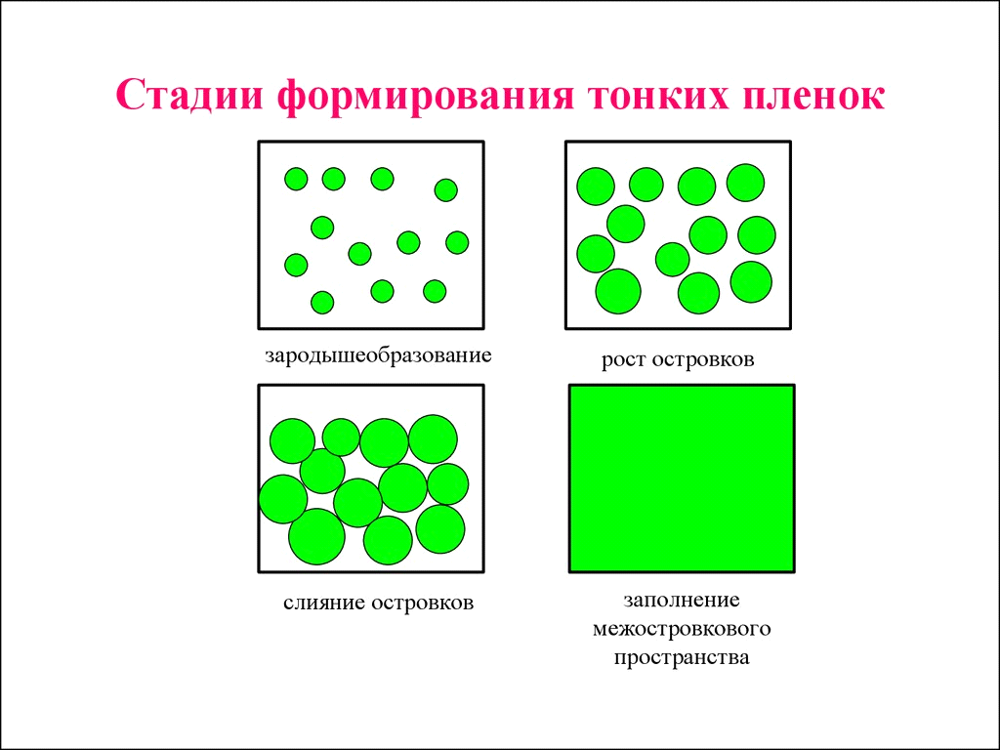 Стадии формирования тонких пленок
зародышеобразование
рост островков
слияние островков
заполнение
межостровкового
пространства